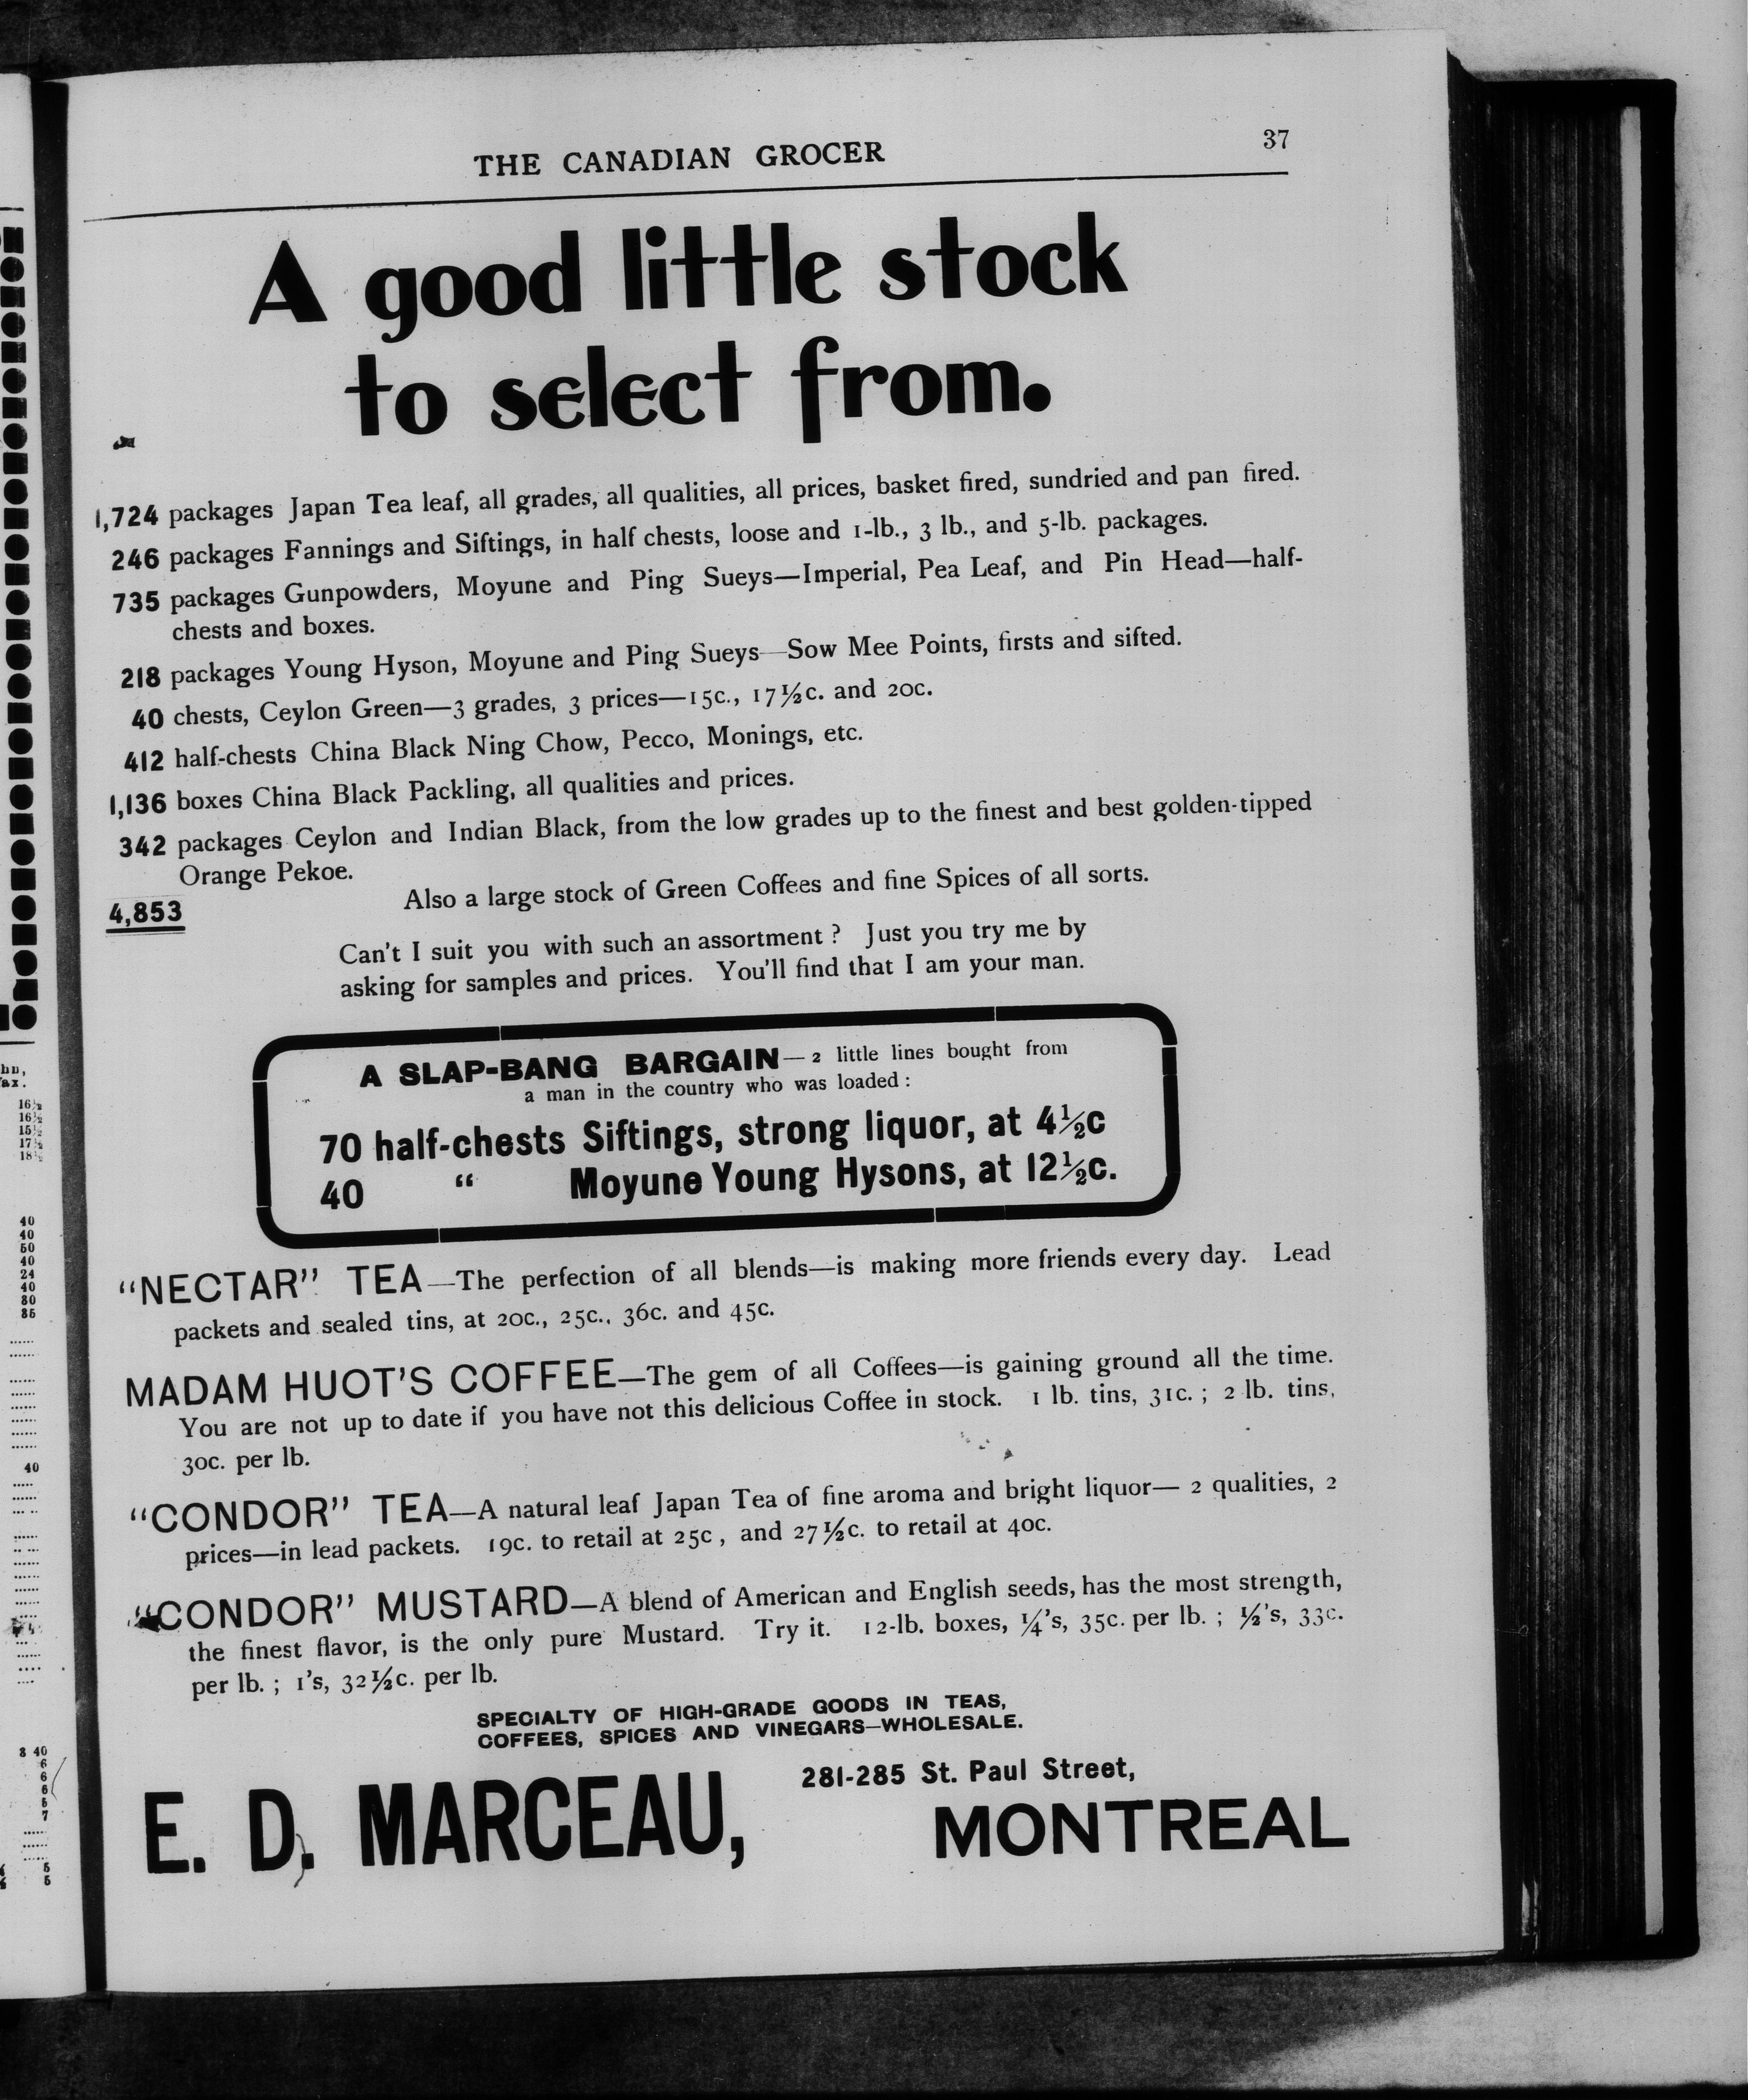 THE CANADIAN GROCER
37
A good little stock
to select from.
1,724 packages Japan Tea leaf, all grades, all qualities, all prices, basket fired, sundried and pan fired.
246 packages Fannings and Siftings, in half chests, loose and 1-lb., 3 lb., and 5-lb. packages.
735 packages Gunpowders, Moyune and Ping Sueys—Imperial, Pea Leaf, and Pin Head—half-
chests and boxes.
218 packages Young Hyson, Moyune and Ping Sueys—Sow Mee Points, firsts and sifted.
40 chests, Ceylon Green—3 grades, 3 prices—15c., 17½c. and 20c.
412 half-chests China Black Ning Chow, Pecco, Monings, etc.
1,136 boxes China Black Packling, all qualities and prices.
342 packages Ceylon and Indian Black, from the low grades up to the finest and best golden-tipped
Orange Pekoe.
4,853
Also a large stock of Green Coffees and fine Spices of all sorts.
Can't I suit you with such an assortment ? Just you try me by
asking for samples and prices. You'll find that I am your man.
A SLAP-BANG BARGAIN—2 little lines bought from
a man in the country who was loaded :
70 half-chests Siftings, strong liquor, at 4½c
40 “ Moyune Young Hysons, at 12½c.
“NECTAR” TEA—The perfection of all blends—is making more friends every day. Lead
packets and sealed tins, at 20c., 25c., 36c. and 45c.
MADAM HUOT'S COFFEE—The gem of all Coffees—is gaining ground all the time.
You are not up to date if you have not this delicious Coffee in stock. 1 lb. tins, 31c. ; 2 lb. tins,
30c. per lb.
“CONDOR” TEA—A natural leaf Japan Tea of fine aroma and bright liquor— 2 qualities, 2
prices—in lead packets. 19c. to retail at 25c , and 27½c. to retail at 40c.
“CONDOR” MUSTARD—A blend of American and English seeds, has the most strength,
the finest flavor, is the only pure Mustard. Try it. 12-lb. boxes, ¼'s, 35c. per lb. ; ½'s, 33c.
per lb. ; 1's, 32½c. per lb.
SPECIALTY OF HIGH-GRADE GOODS IN TEAS,
COFFEES, SPICES AND VINEGARS—WHOLESALE.
E. D. MARCEAU,
281-285 St. Paul Street,
MONTREAL